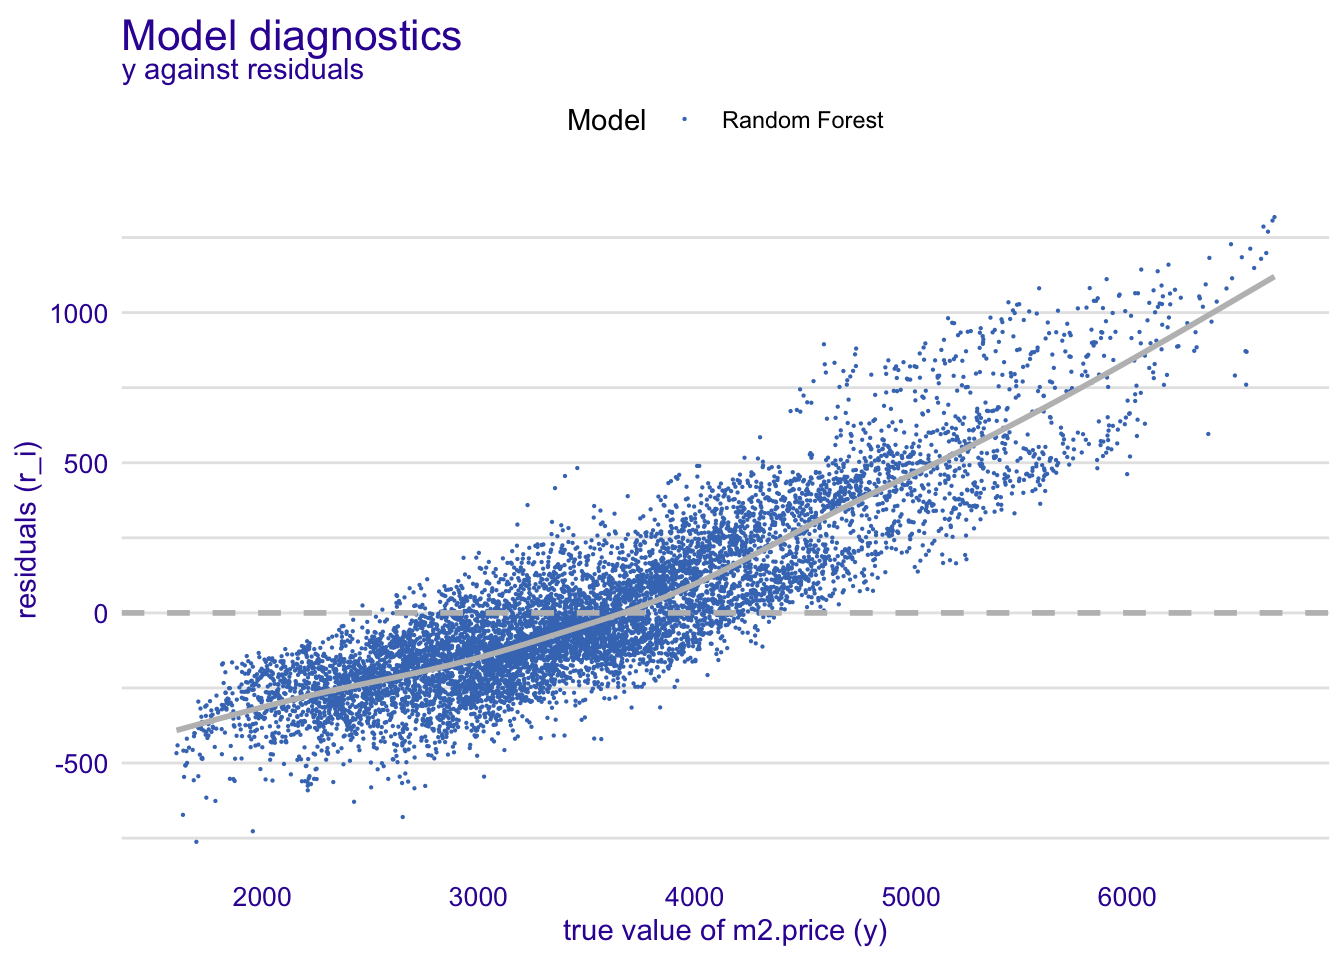 Model diagnostics
y against residuals
Model
Random Forest
1000
500
0
-500
residuals (r_i)
2000
3000
4000
5000
6000
true value of m2.price (y)